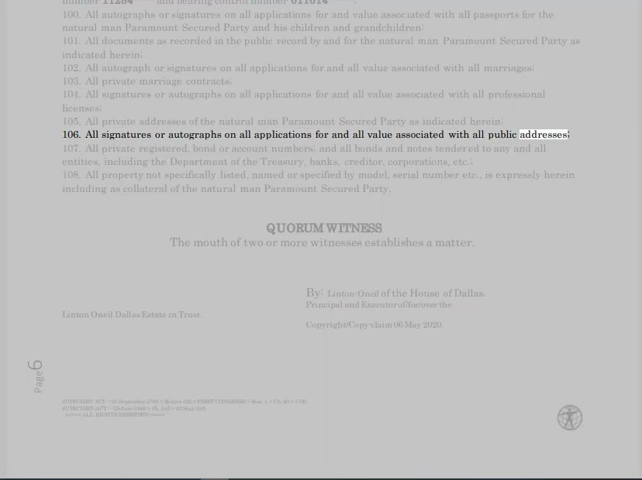 100. All autographs or signatures on all applications for and value associated with all passports for the
natural man Paramount Secured Party and his children and grandchildren;
101. All documents as recorded in the public record by and for the natural man Paramount Secured Party as
indicated herein;
102. All autograph or signatures on all applications for and all value associated with all marriages;
103. All private marriage contracts;
104. All signatures or autographs on all applications for and all value associated with all professional
licenses;
105. All private addresses of the natural man Paramount Secured Party as indicated herein;
106. All signatures or autographs on all applications for and all value associated with all public addresses;
107. All private registered, bond or account numbers; and all bonds and notes tendered to any and all
entities, including the Department of the Treasury, banks, creditor, corporations, etc.;
108. All property not specifically listed, named or specified by model, serial number etc., is expressly herein
including as collateral of the natural man Paramount Secured Party.
QUORUM WITNESS
The mouth of two or more witnesses establishes a matter.
By: Linton-Oneil of the House of Dallas.
Principal and Executor of/for/over the
Linton Oneil Dallas Estate in Trust.
Copyright/Copy-claim 06 May 2020.
Page 6